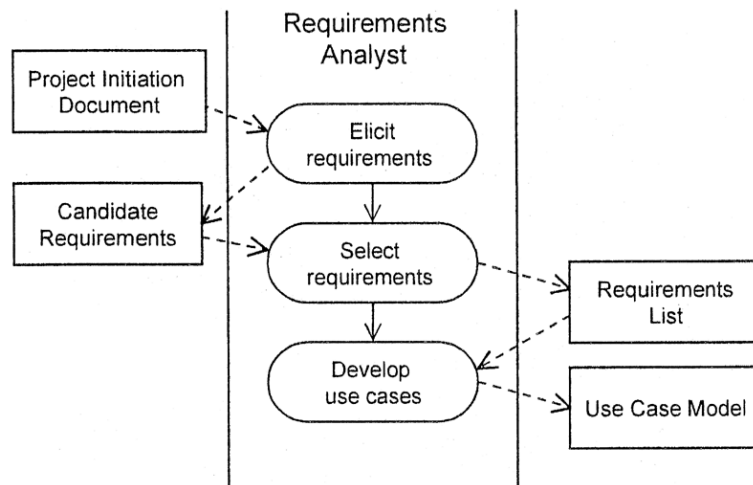 Requirements
Analyst
Project Initiation
Document
Elicit
requirements
Candidate
Requirements
Select
requirements
Requirements
List
Develop
use cases
Use Case Model